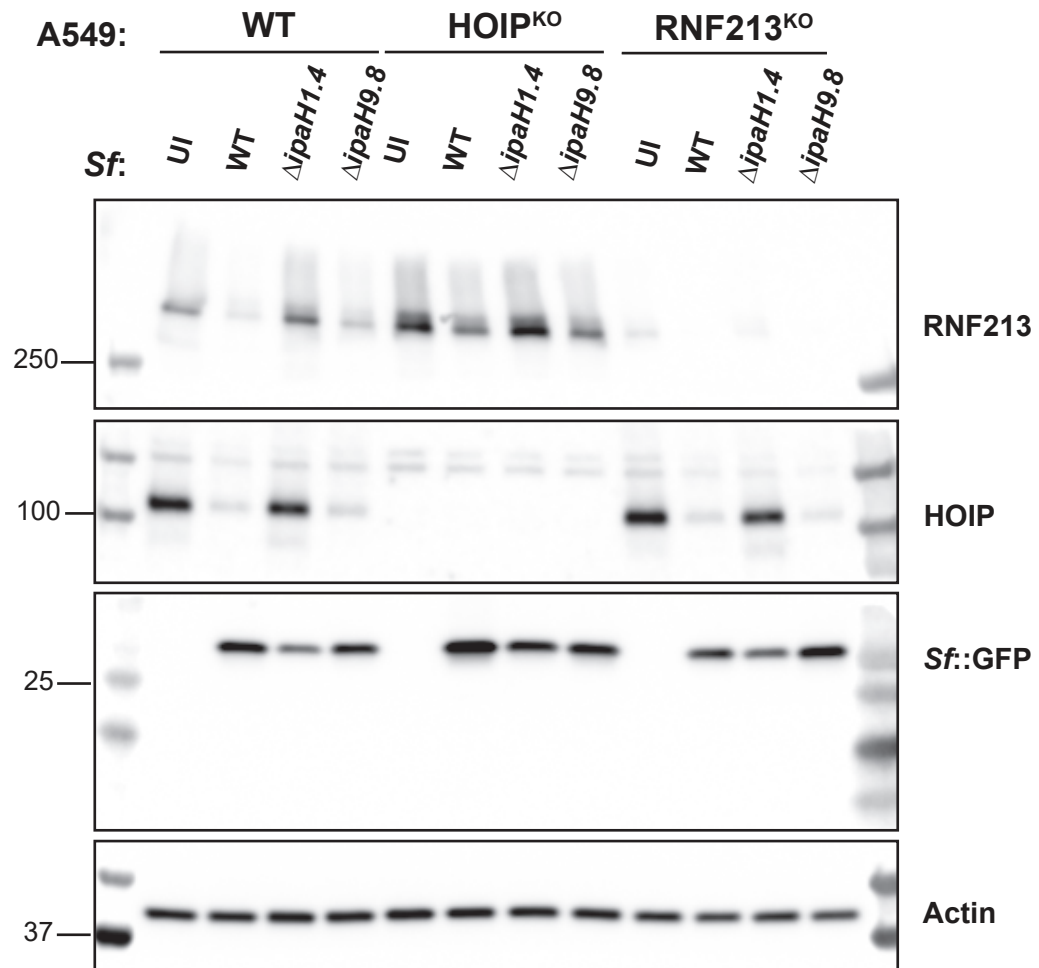 A549: WT HOIPᴷᴼ RNF213ᴷᴼ
Sf: UI WT ΔipaH1.4 ΔipaH9.8 UI WT ΔipaH1.4 ΔipaH9.8 UI WT ΔipaH1.4 ΔipaH9.8
RNF213
250
100
HOIP
Sf::GFP
25
Actin
37